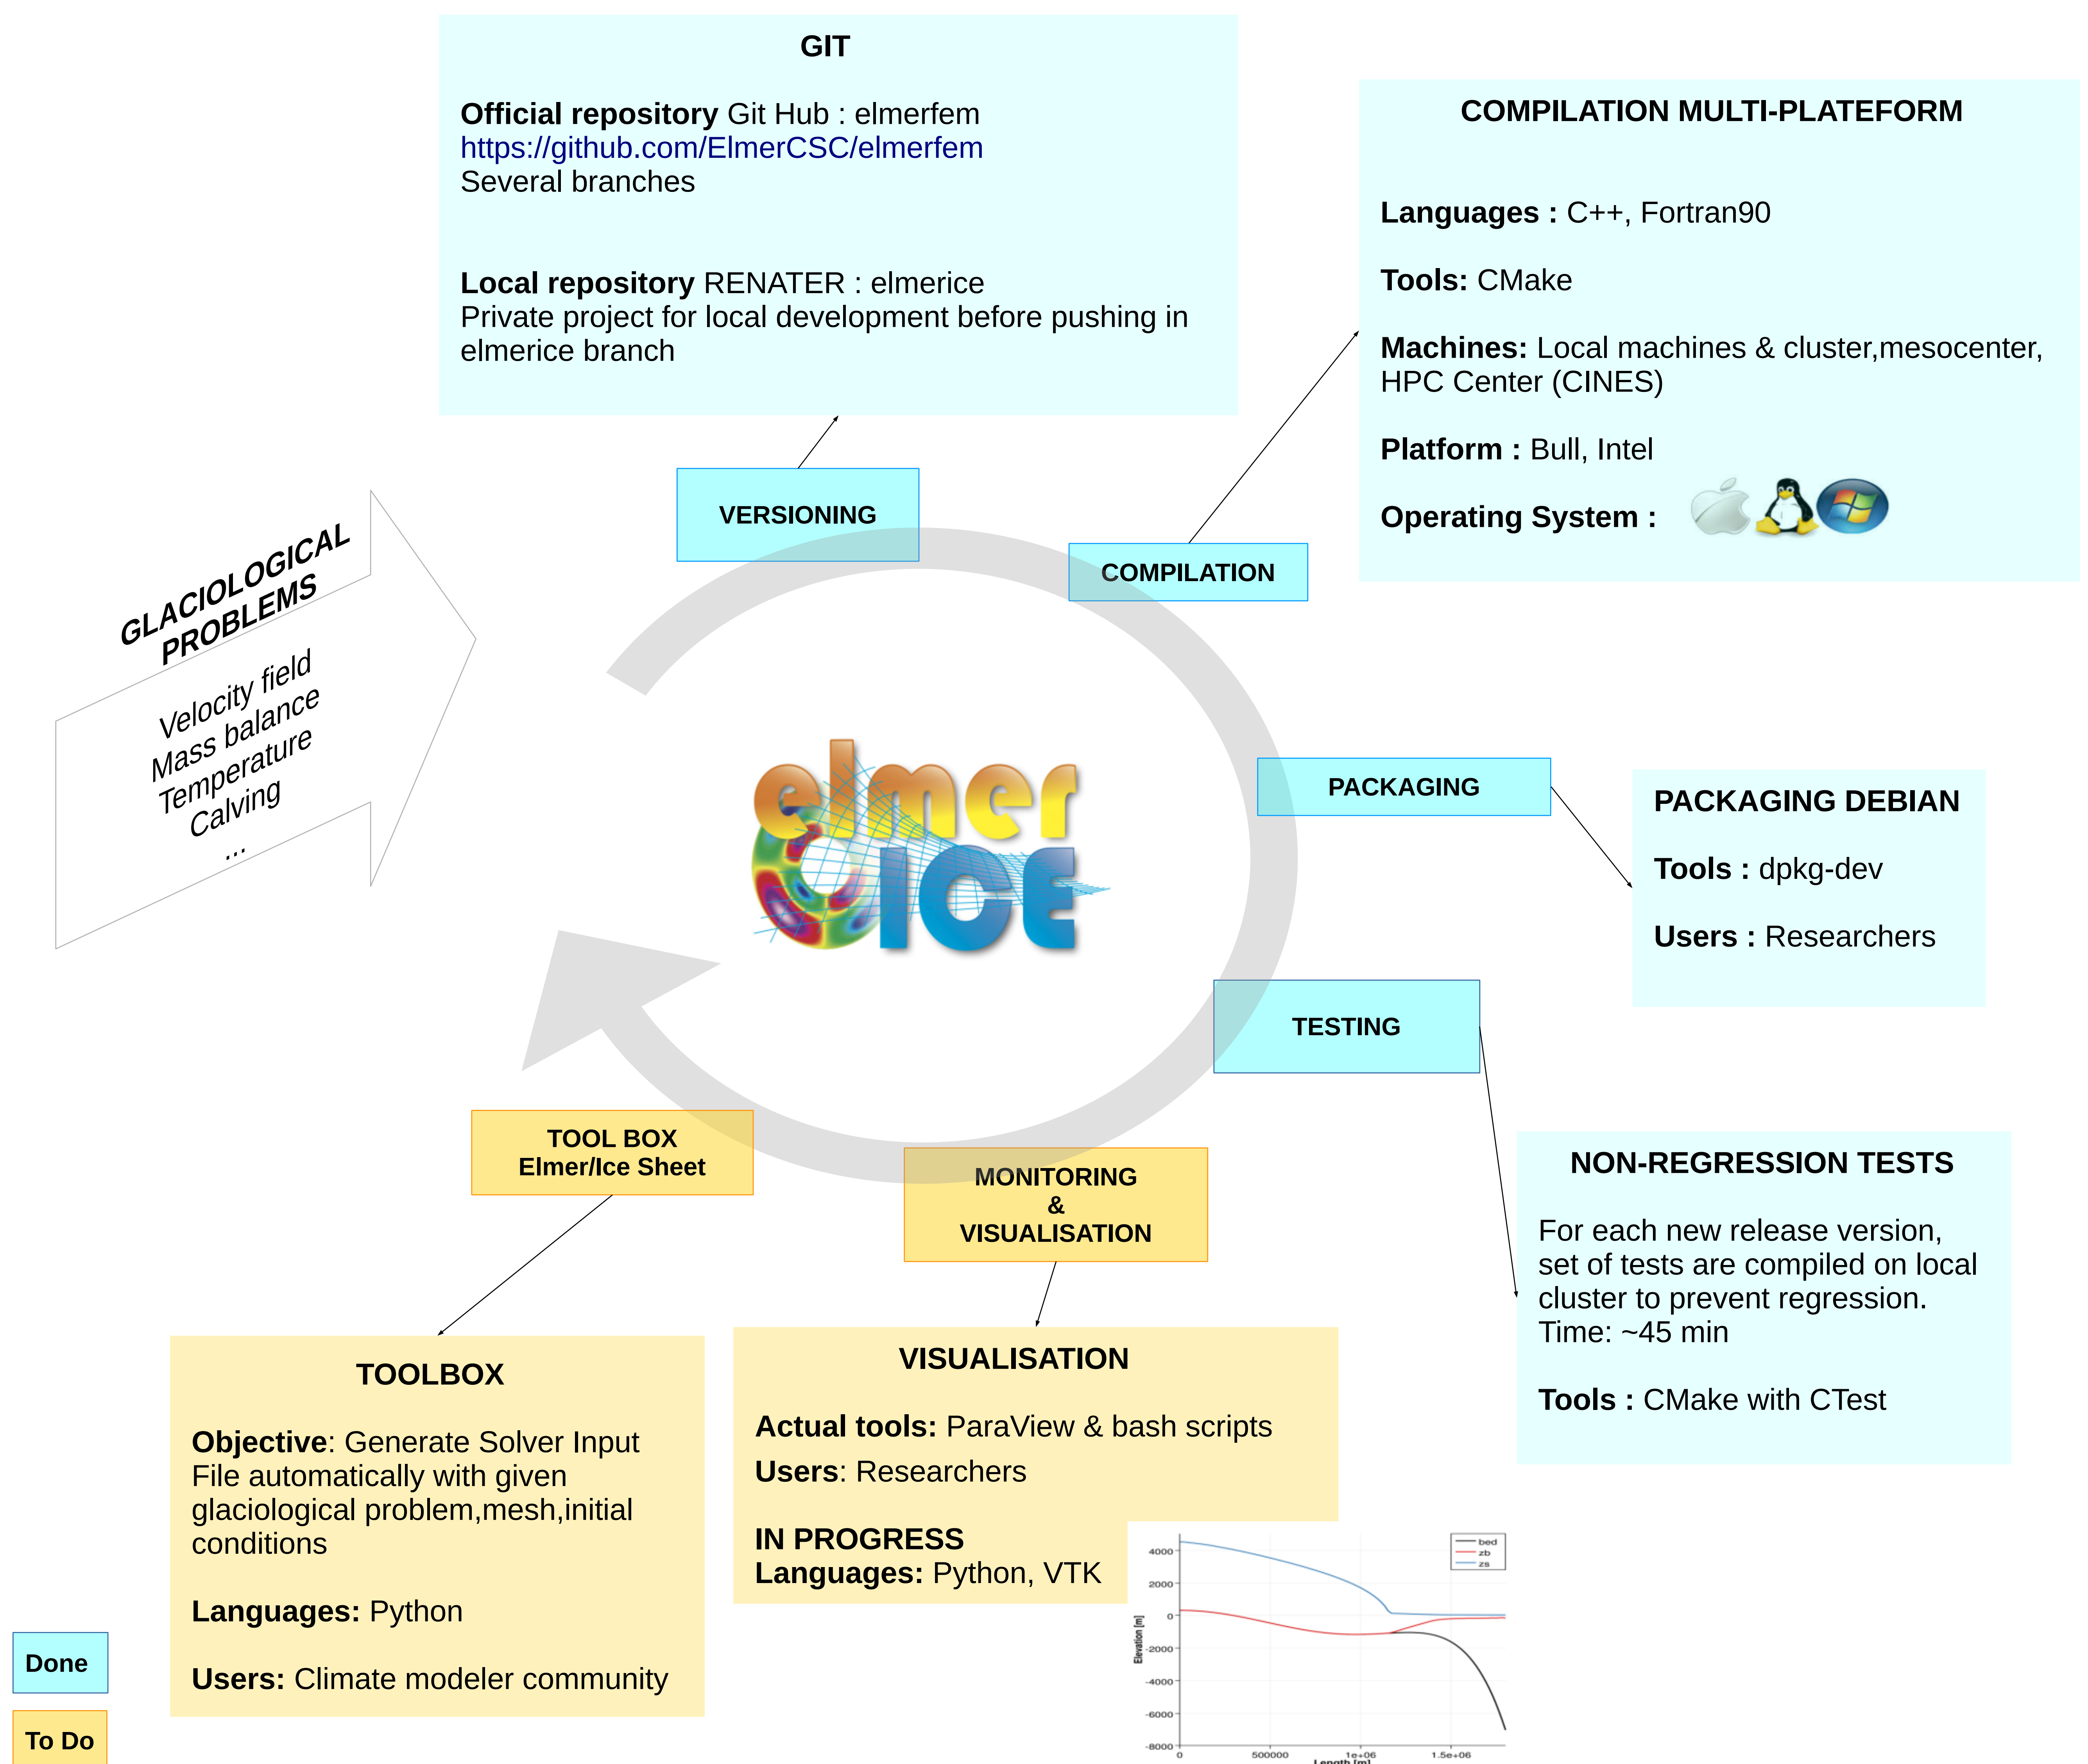 GIT
Official repository Git Hub : elmerfem
https://github.com/ElmerCSC/elmerfem
Several branches
Local repository RENATER : elmerice
Private project for local development before pushing in
elmerice branch
COMPILATION MULTI-PLATEFORM
Languages : C++, Fortran90
Tools: CMake
Machines: Local machines & cluster,mesocenter,
HPC Center (CINES)
Platform : Bull, Intel
Operating System :
VERSIONING
COMPILATION
GLACIOLOGICAL
PROBLEMS
Velocity field
Mass balance
Temperature
Calving
...
elmer
ICE
PACKAGING
PACKAGING DEBIAN
Tools : dpkg-dev
Users : Researchers
TESTING
NON-REGRESSION TESTS
For each new release version,
set of tests are compiled on local
cluster to prevent regression.
Time: ~45 min
Tools : CMake with CTest
TOOL BOX
Elmer/Ice Sheet
MONITORING
&
VISUALISATION
TOOLBOX
Objective: Generate Solver Input
File automatically with given
glaciological problem,mesh,initial
conditions
Languages: Python
Users: Climate modeler community
VISUALISATION
Actual tools: ParaView & bash scripts
Users: Researchers
IN PROGRESS
Languages: Python, VTK
bed
zb
zs
4000
2000
0
-2000
-4000
-6000
-8000
Elevation [m]
0
500000
1e+06
1.5e+06
Length [m]
Done
To Do